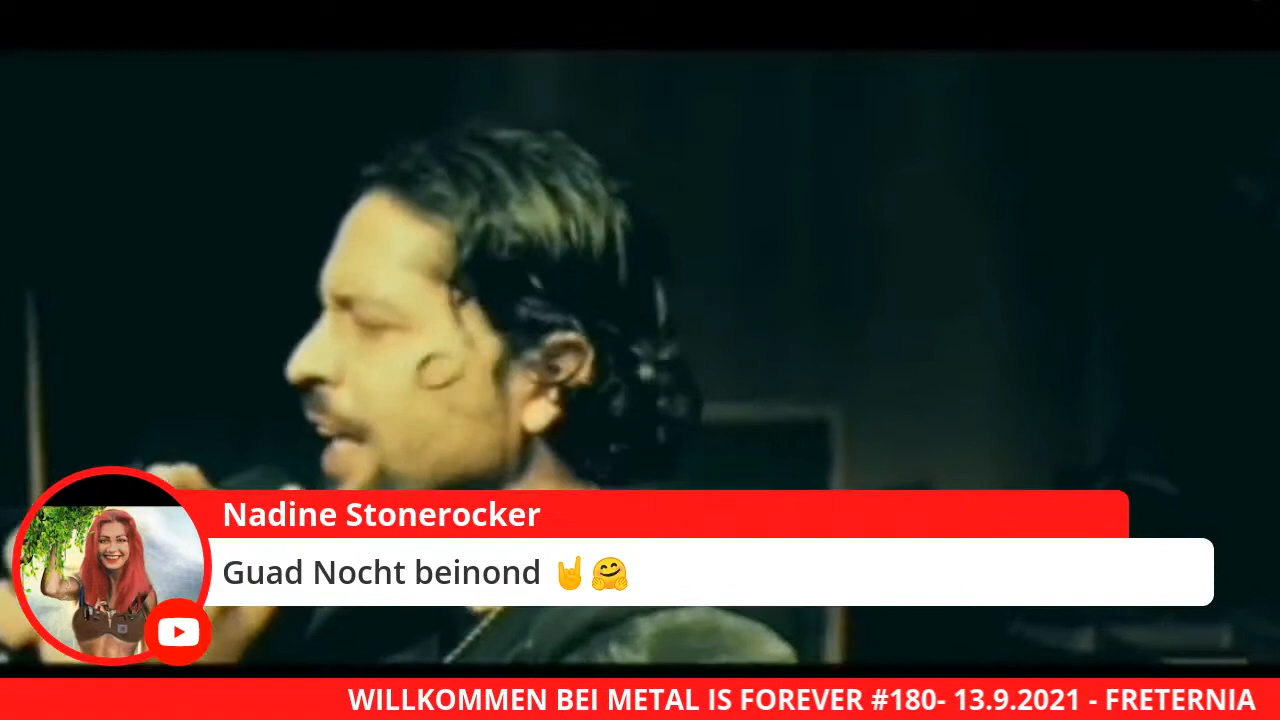 Nadine Stonerocker
Guad Nocht beinond 🤘🤗
WILLKOMMEN BEI METAL IS FOREVER #180- 13.9.2021 - FRETERNIA